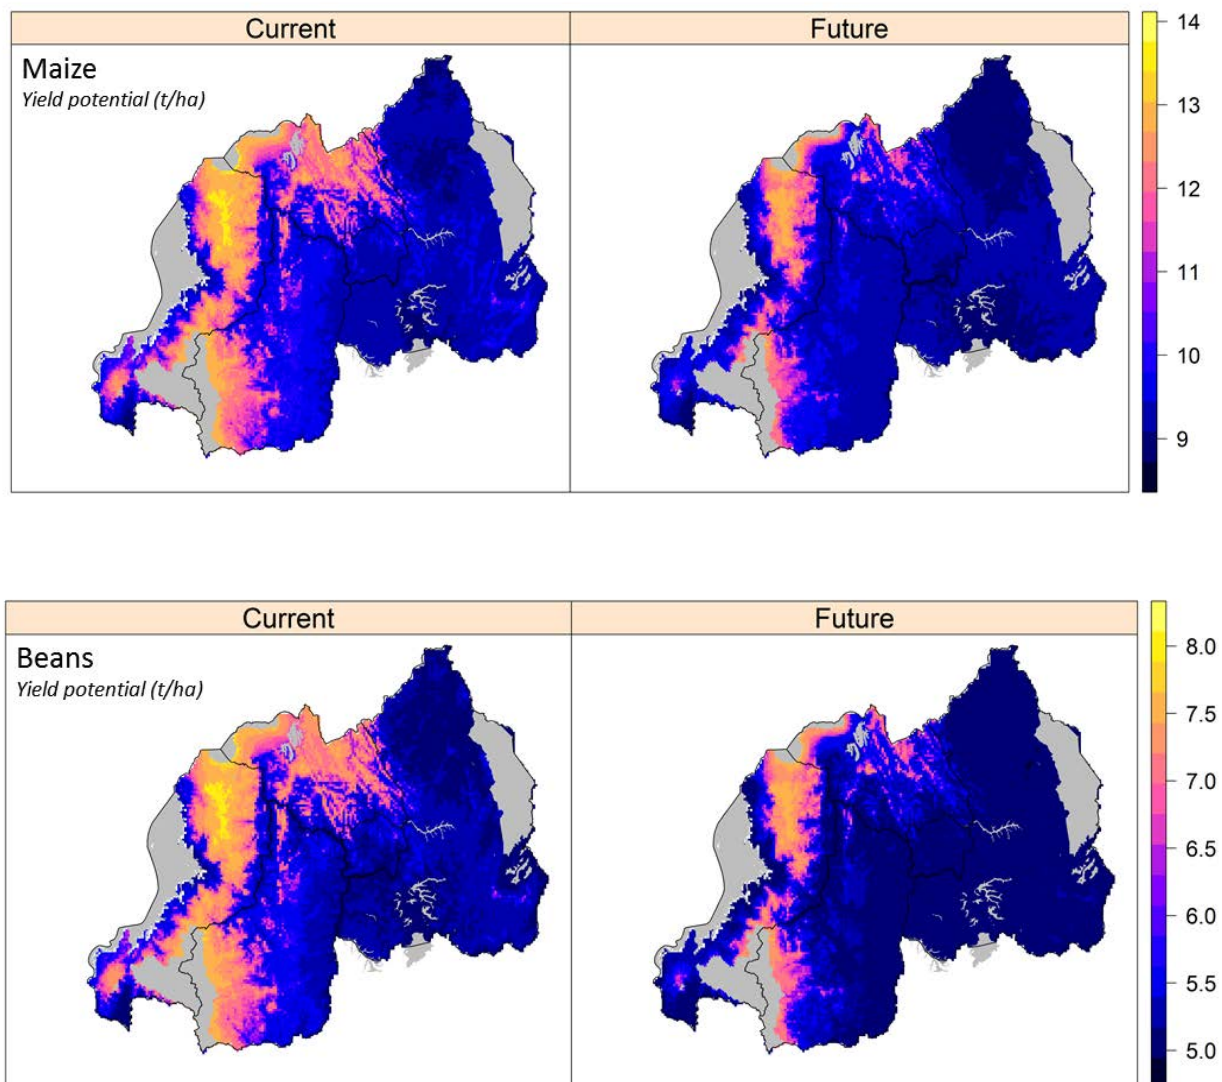 Current Future
Maize
Yield potential (t/ha)
14
13
12
11
10
9
Current Future
Beans
Yield potential (t/ha)
8.0
7.5
7.0
6.5
6.0
5.5
5.0